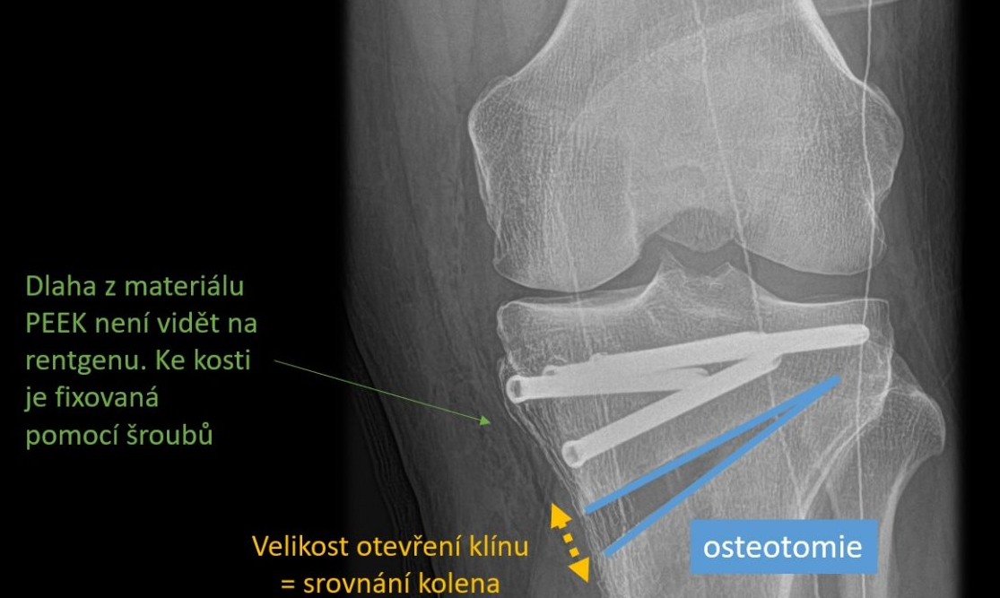 Dlaha z materiálu
PEEK není vidět na
rentgenu. Ke kosti
je fixovaná
pomocí šroubů
Velikost otevření klínu
= srovnání kolena
osteotomie